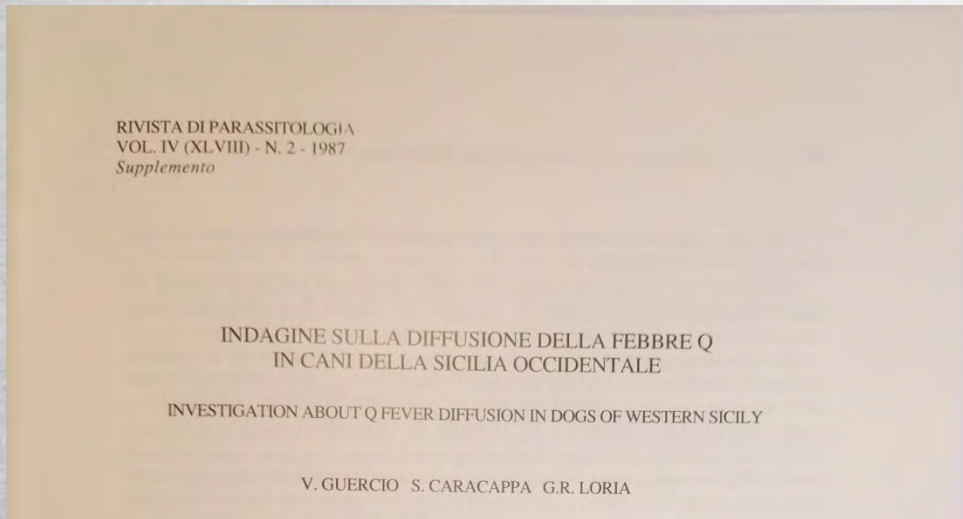 RIVISTA DI PARASSITOLOGIA
VOL. IV (XLVIII) - N. 2 - 1987
Supplemento
INDAGINE SULLA DIFFUSIONE DELLA FEBBRE Q
IN CANI DELLA SICILIA OCCIDENTALE
INVESTIGATION ABOUT Q FEVER DIFFUSION IN DOGS OF WESTERN SICILY
V. GUERCIO S. CARACAPPA G.R. LORIA